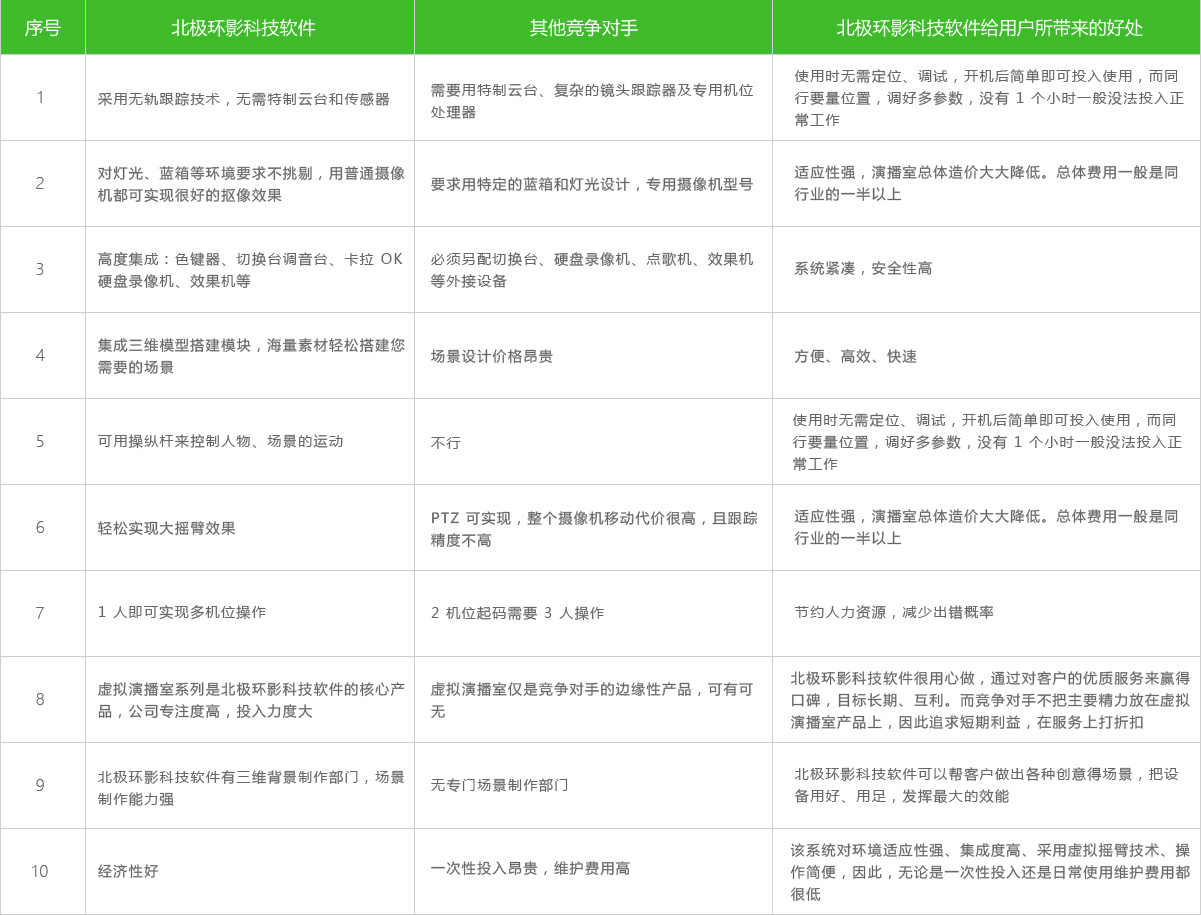 序号
北极环影科技软件
其他竞争对手
北极环影科技软件给用户所带来的好处
1
采用无轨跟踪技术，无需特制云台和传感器
需要用特制云台、复杂的镜头跟踪器及专用机位
处理器
使用时无需定位、调试，开机后简单即可投入使用，而同
行要量位置，调好多参数，没有 1 个小时一般没法投入正
常工作
2
对灯光、蓝箱等环境要求不挑剔，用普通摄像
机都可实现很好的抠像效果
要求用特定的蓝箱和灯光设计，专用摄像机型号
适应性强，演播室总体造价大大降低。总体费用一般是同
行业的一半以上
3
高度集成：色键器、切换台调音台、卡拉 OK
硬盘录像机、效果机等
必须另配切换台、硬盘录像机、点歌机、效果机
等外接设备
系统紧凑，安全性高
4
集成三维模型搭建模块，海量素材轻松搭建您
需要的场景
场景设计价格昂贵
方便、高效、快速
5
可用操纵杆来控制人物、场景的运动
不行
使用时无需定位、调试，开机后简单即可投入使用，而同
行要量位置，调好多参数，没有 1 个小时一般没法投入正
常工作
6
轻松实现大摇臂效果
PTZ 可实现，整个摄像机移动代价很高，且跟踪
精度不高
适应性强，演播室总体造价大大降低。总体费用一般是同
行业的一半以上
7
1 人即可实现多机位操作
2 机位起码需要 3 人操作
节约人力资源，减少出错概率
8
虚拟演播室系列是北极环影科技软件的核心产
品，公司专注度高，投入力度大
虚拟演播室仅是竞争对手的边缘性产品，可有可
无
北极环影科技软件很用心做，通过对客户的优质服务来赢得
口碑，目标长期、互利。而竞争对手不把主要精力放在虚拟
演播室产品上，因此追求短期利益，在服务上打折扣
9
北极环影科技软件有三维背景制作部门，场景
制作能力强
无专门场景制作部门
北极环影科技软件可以帮客户做出各种创意得场景，把设
备用好、用足，发挥最大的效能
10
经济性好
一次性投入昂贵，维护费用高
该系统对环境适应性强、集成度高、采用虚拟摇臂技术、操
作简便，因此，无论是一次性投入还是日常使用维护费用都
很低